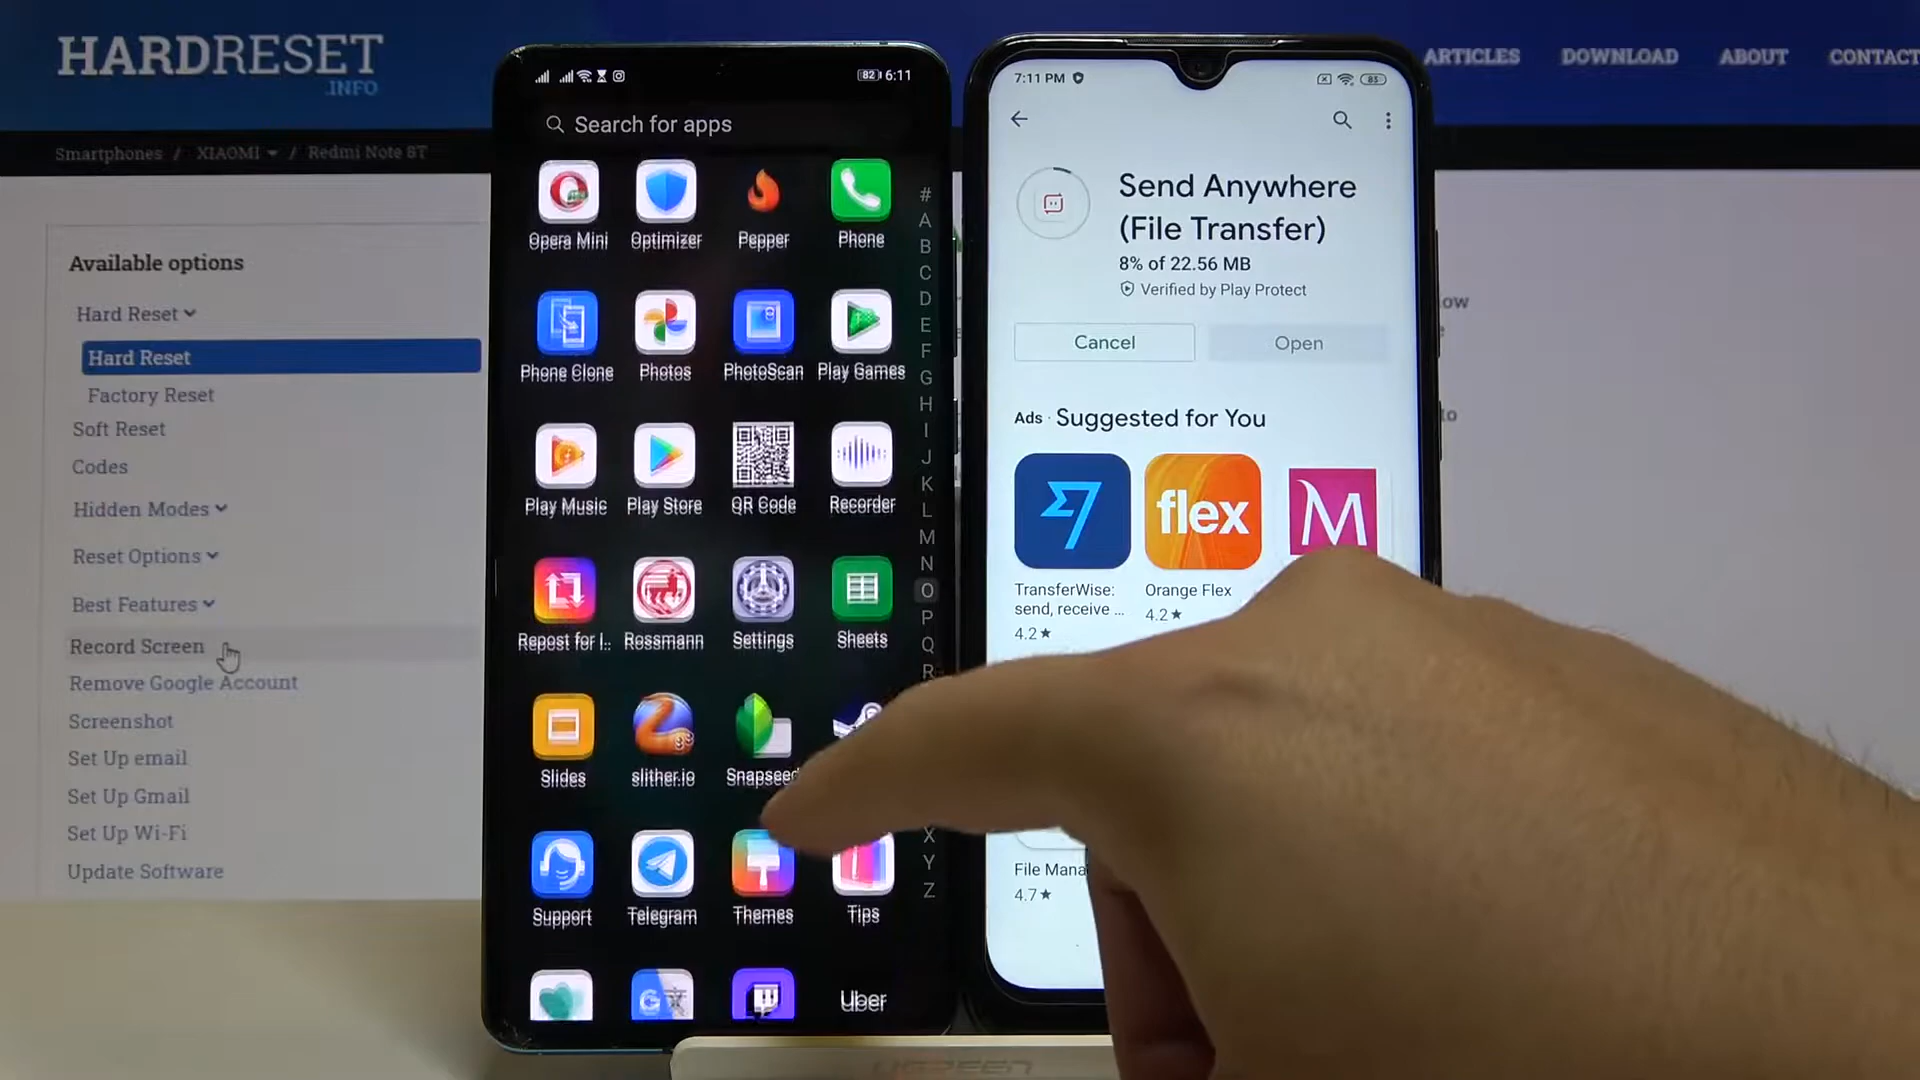 HARDRESET
.INFO
ARTICLES DOWNLOAD ABOUT CONTACT
Smartphones / XIAOMI / Redmi Note 8T
Available options
Hard Reset
Hard Reset
Factory Reset
Soft Reset
Codes
Hidden Modes
Reset Options
Best Features
Record Screen
Remove Google Account
Screenshot
Set Up email
Set Up Gmail
Set Up Wi-Fi
Update Software
82 6:11
Search for apps
Opera Mini Optimizer Pepper Phone
Phone Clone Photos PhotoScan Play Games
Play Music Play Store QR Code Recorder
Repost for I.. Rossmann Settings Sheets
Slides slither.io Snapseed
Support Telegram Themes Tips
Uber
#
A
B
C
D
E
F
G
H
I
J
K
L
M
N
O
P
Q
R
X
Y
Z
7:11 PM 83
Send Anywhere
(File Transfer)
8% of 22.56 MB
Verified by Play Protect
Cancel Open
Ads · Suggested for You
flex
M
TransferWise:
send, receive ...
4.2★
Orange Flex
4.2★
File Mana
4.7★
ow
to
UGREEN